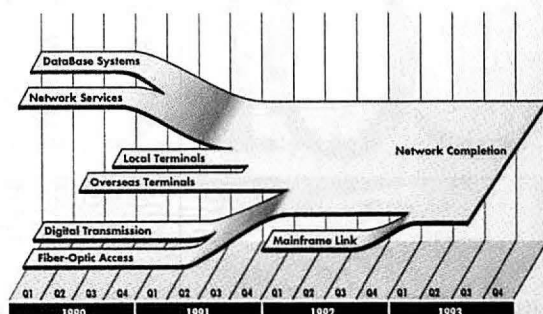 DataBase Systems
Network Services
Local Terminals
Network Completion
Overseas Terminals
Digital Transmission
Mainframe Link
Fiber-Optic Access
Q1 Q2 Q3 Q4 Q1 Q2 Q3 Q4 Q1 Q2 Q3 Q4 Q1 Q2 Q3 Q4
1990 1991 1992 1993